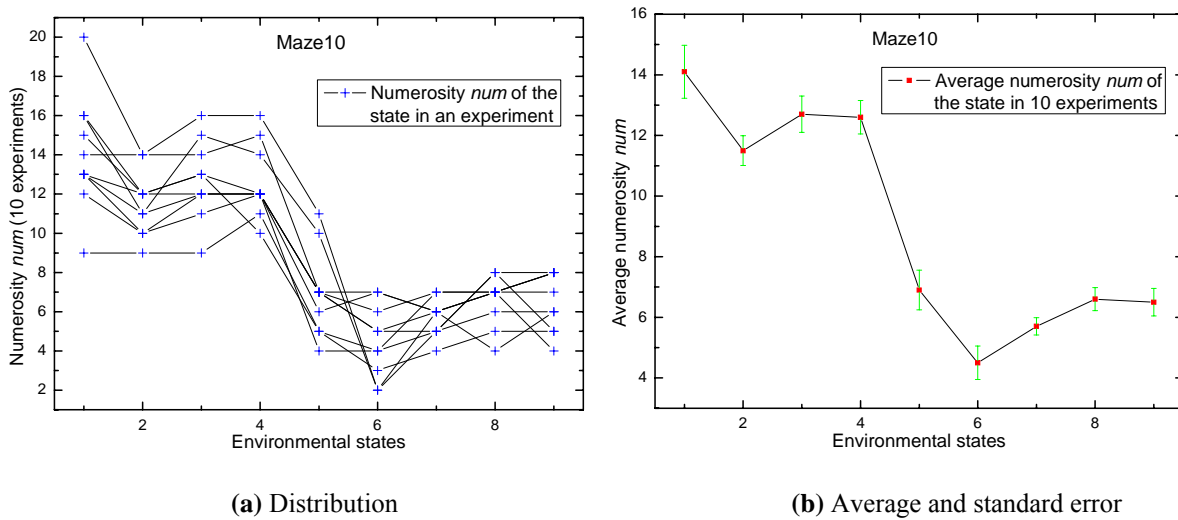 Maze10
Numerosity num of the
state in an experiment
Numerosity num (10 experiments)
20
18
16
14
12
10
8
6
4
2
2
4
6
8
Environmental states
(a) Distribution
Maze10
Average numerosity num of
the state in 10 experiments
Average numerosity num
16
14
12
10
8
6
4
2
4
6
8
Environmental states
(b) Average and standard error